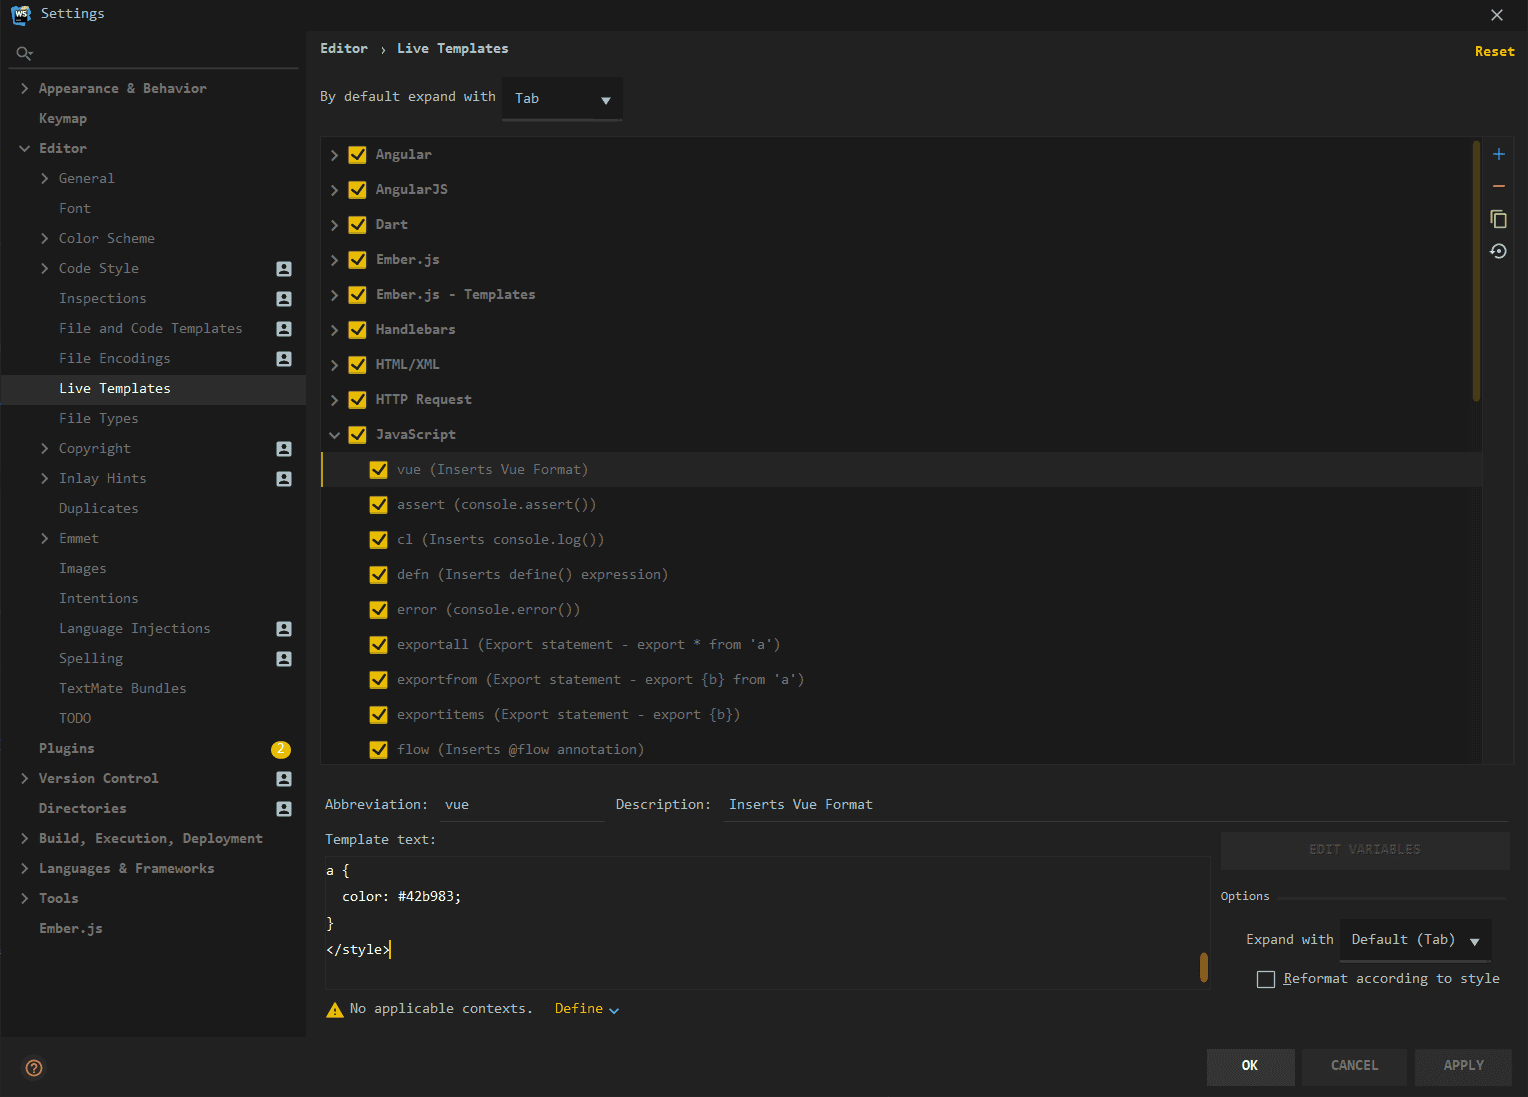 WS Settings
Appearance & Behavior
Keymap
Editor
General
Font
Color Scheme
Code Style
Inspections
File and Code Templates
File Encodings
Live Templates
File Types
Copyright
Inlay Hints
Duplicates
Emmet
Images
Intentions
Language Injections
Spelling
TextMate Bundles
TODO
Plugins 2
Version Control
Directories
Build, Execution, Deployment
Languages & Frameworks
Tools
Ember.js
Editor › Live Templates
Reset
By default expand with Tab
Angular
AngularJS
Dart
Ember.js
Ember.js - Templates
Handlebars
HTML/XML
HTTP Request
JavaScript
vue (Inserts Vue Format)
assert (console.assert())
cl (Inserts console.log())
defn (Inserts define() expression)
error (console.error())
exportall (Export statement - export * from 'a')
exportfrom (Export statement - export {b} from 'a')
exportitems (Export statement - export {b})
flow (Inserts @flow annotation)
Abbreviation: vue Description: Inserts Vue Format
Template text:
a {
  color: #42b983;
}
</style>
EDIT VARIABLES
Options
Expand with Default (Tab)
Reformat according to style
No applicable contexts. Define
?
OK CANCEL APPLY